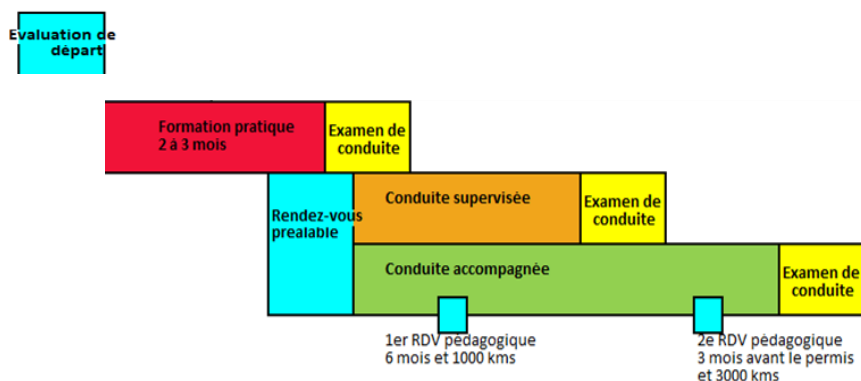 Evaluation de
départ
Formation pratique
2 à 3 mois
Examen de
conduite
Rendez-vous
prealable
Conduite supervisée
Examen de
conduite
Conduite accompagnée
Examen de
conduite
1er RDV pédagogique
6 mois et 1000 kms
2e RDV pédagogique
3 mois avant le permis
et 3000 kms